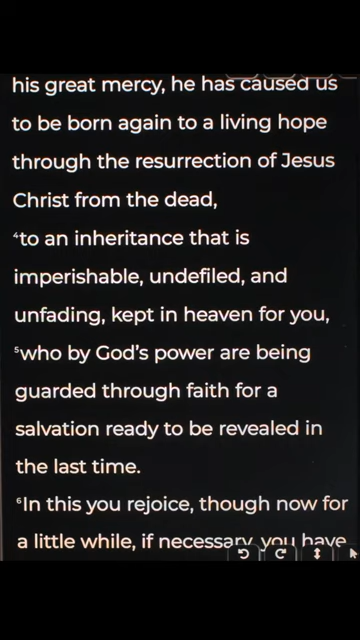 his great mercy, he has caused us
to be born again to a living hope
through the resurrection of Jesus
Christ from the dead,
⁴to an inheritance that is
imperishable, undefiled, and
unfading, kept in heaven for you,
⁵who by God's power are being
guarded through faith for a
salvation ready to be revealed in
the last time.
⁶In this you rejoice, though now for
a little while, if necessary, you have